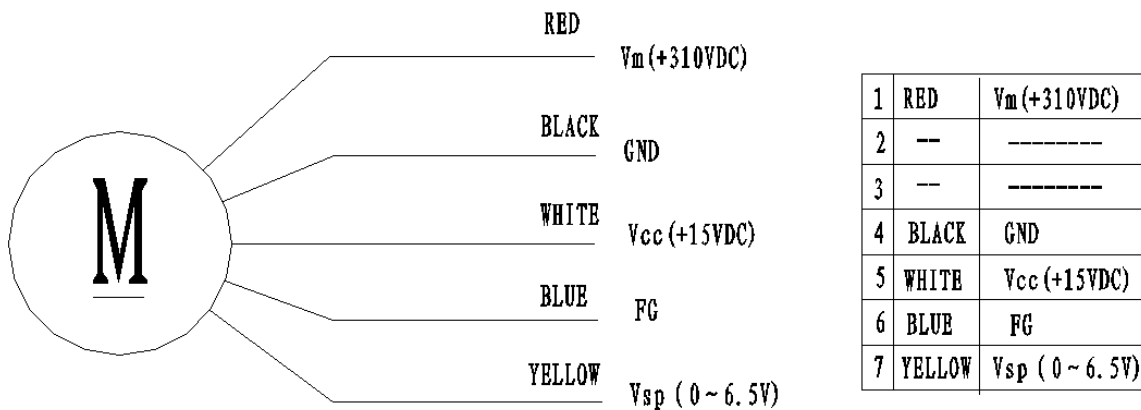 RED
Vm(+310VDC)
BLACK
GND
WHITE
Vcc(+15VDC)
BLUE
FG
YELLOW
Vsp (0~6.5V)
M
1 RED Vm(+310VDC)
2 -- --------
3 -- --------
4 BLACK GND
5 WHITE Vcc(+15VDC)
6 BLUE FG
7 YELLOW Vsp (0~6.5V)